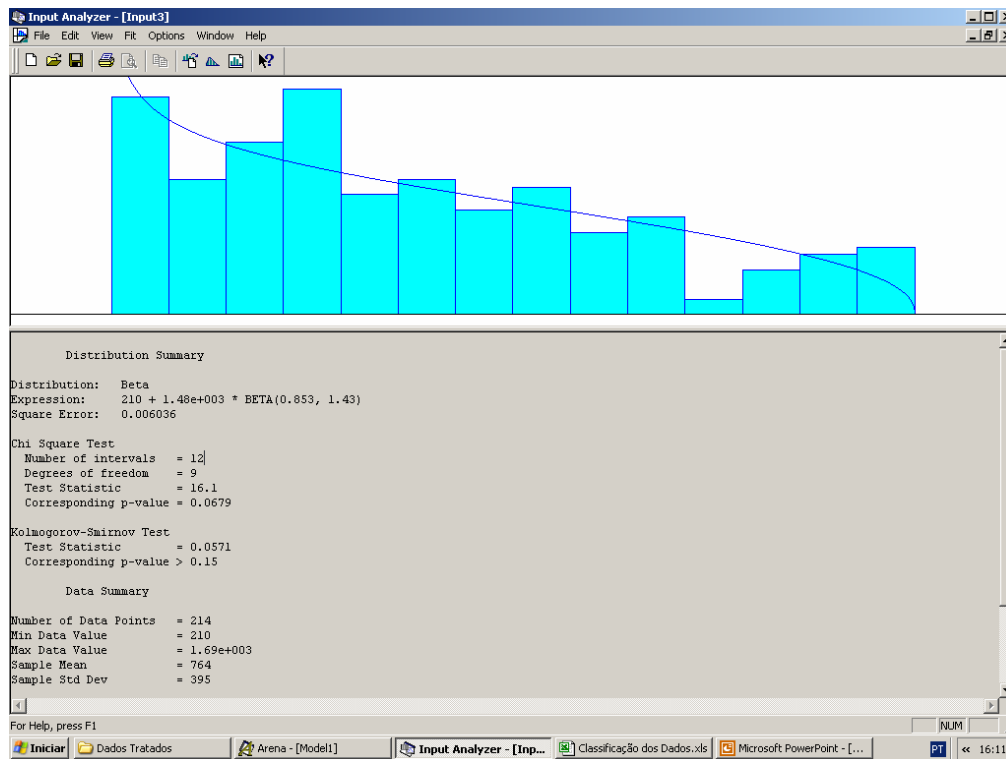 Input Analyzer - [Input3]
File Edit View Fit Options Window Help
Distribution Summary
Distribution: Beta
Expression: 210 + 1.48e+003 * BETA(0.853, 1.43)
Square Error: 0.006036
Chi Square Test
Number of intervals = 12
Degrees of freedom = 9
Test Statistic = 16.1
Corresponding p-value = 0.0679
Kolmogorov-Smirnov Test
Test Statistic = 0.0571
Corresponding p-value > 0.15
Data Summary
Number of Data Points = 214
Min Data Value = 210
Max Data Value = 1.69e+003
Sample Mean = 764
Sample Std Dev = 395
For Help, press F1 NUM
Iniciar Dados Tratados Arena - [Model1] Input Analyzer - [Inp... Classificação dos Dados.xls Microsoft PowerPoint - [... PT « 16:11